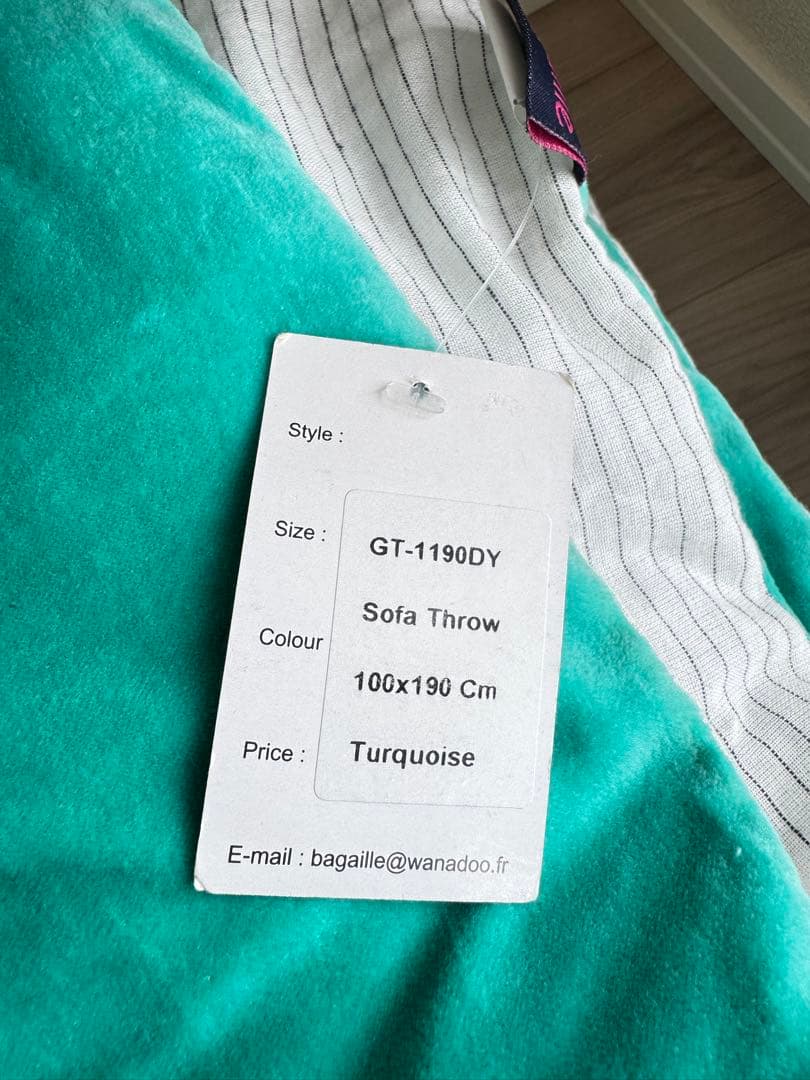 Style :
Size :
GT-1190DY
Sofa Throw
Colour
100x190 Cm
Price :
Turquoise
E-mail : bagaille@wanadoo.fr